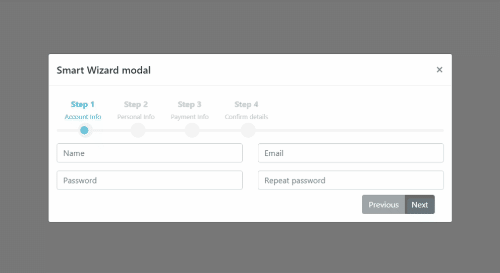 Smart Wizard modal ×
Step 1 Step 2 Step 3 Step 4
Account Info Personal Info Payment Info Confirm details
Name Email
Password Repeat password
Previous Next